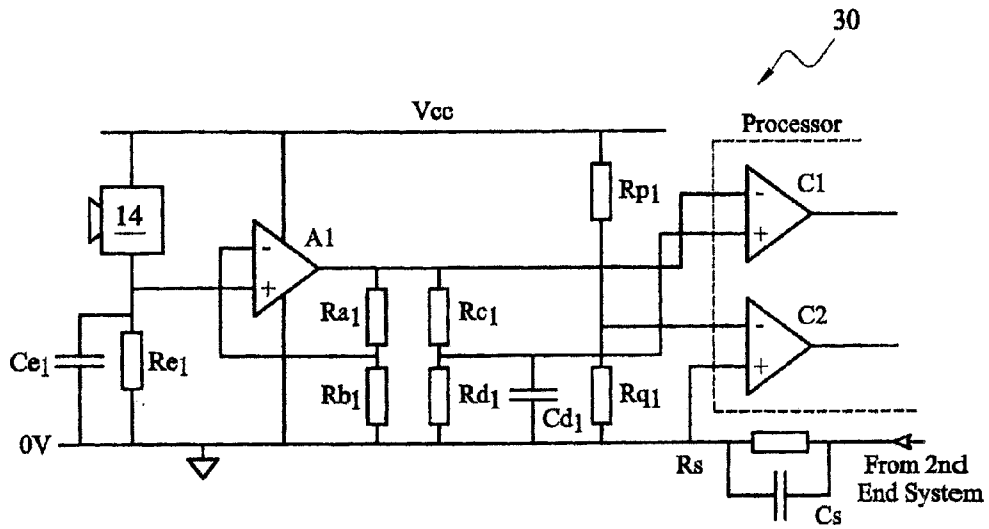 30
Vcc
Processor
14
A1
Rp1
C1
Ra1
Rc1
C2
Ce1
Re1
Rb1
Rd1
Cd1
Rq1
0V
Rs
From 2nd
End System
Cs
- 
+
-
+
-
+